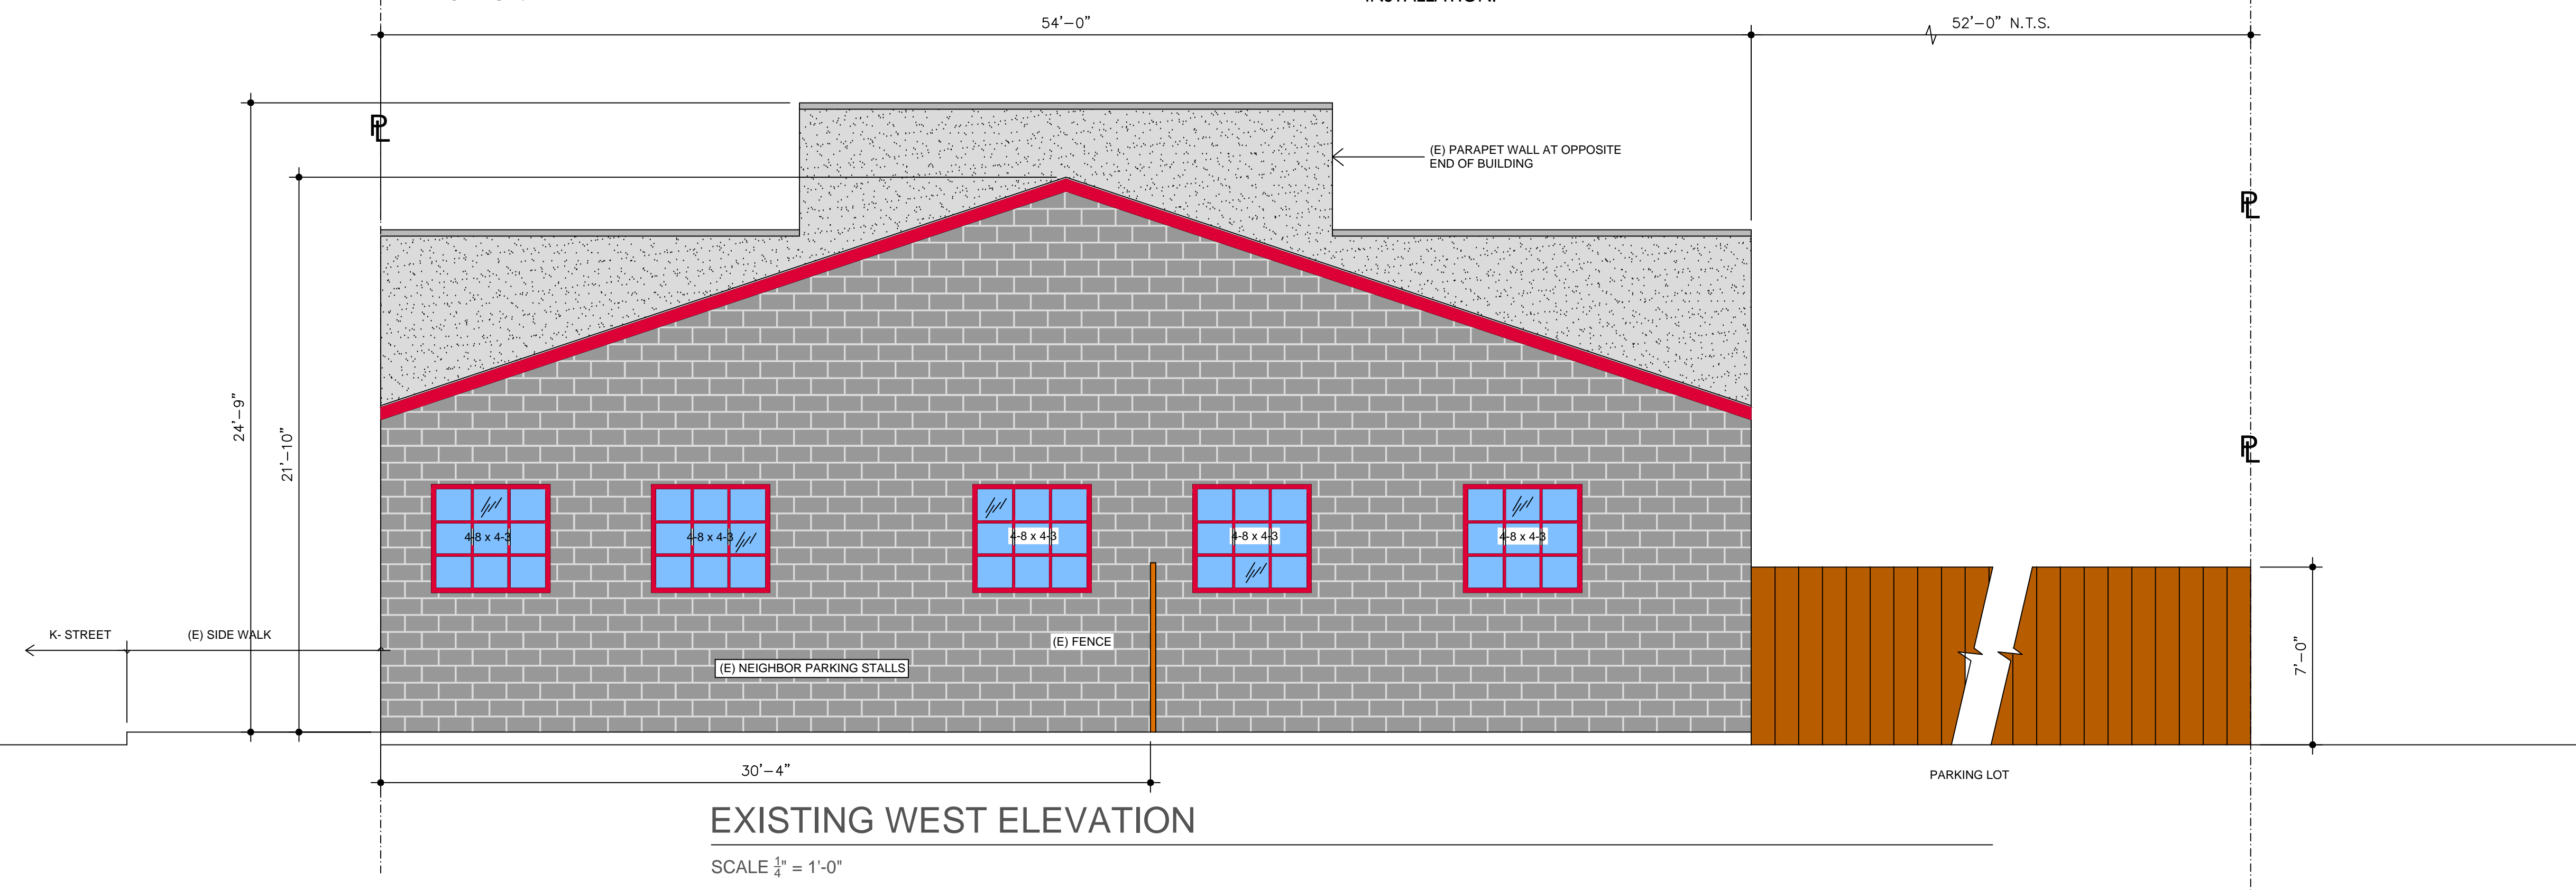 INSTALLATION.
54'-0"
52'-0" N.T.S.
PL
(E) PARAPET WALL AT OPPOSITE
END OF BUILDING
PL
24'-9"
21'-10"
PL
4-8 x 4-3
4-8 x 4-3
4-8 x 4-3
4-8 x 4-3
4-8 x 4-3
K- STREET
(E) SIDE WALK
(E) FENCE
(E) NEIGHBOR PARKING STALLS
7'-0"
30'-4"
PARKING LOT
EXISTING WEST ELEVATION
SCALE 1/4" = 1'-0"